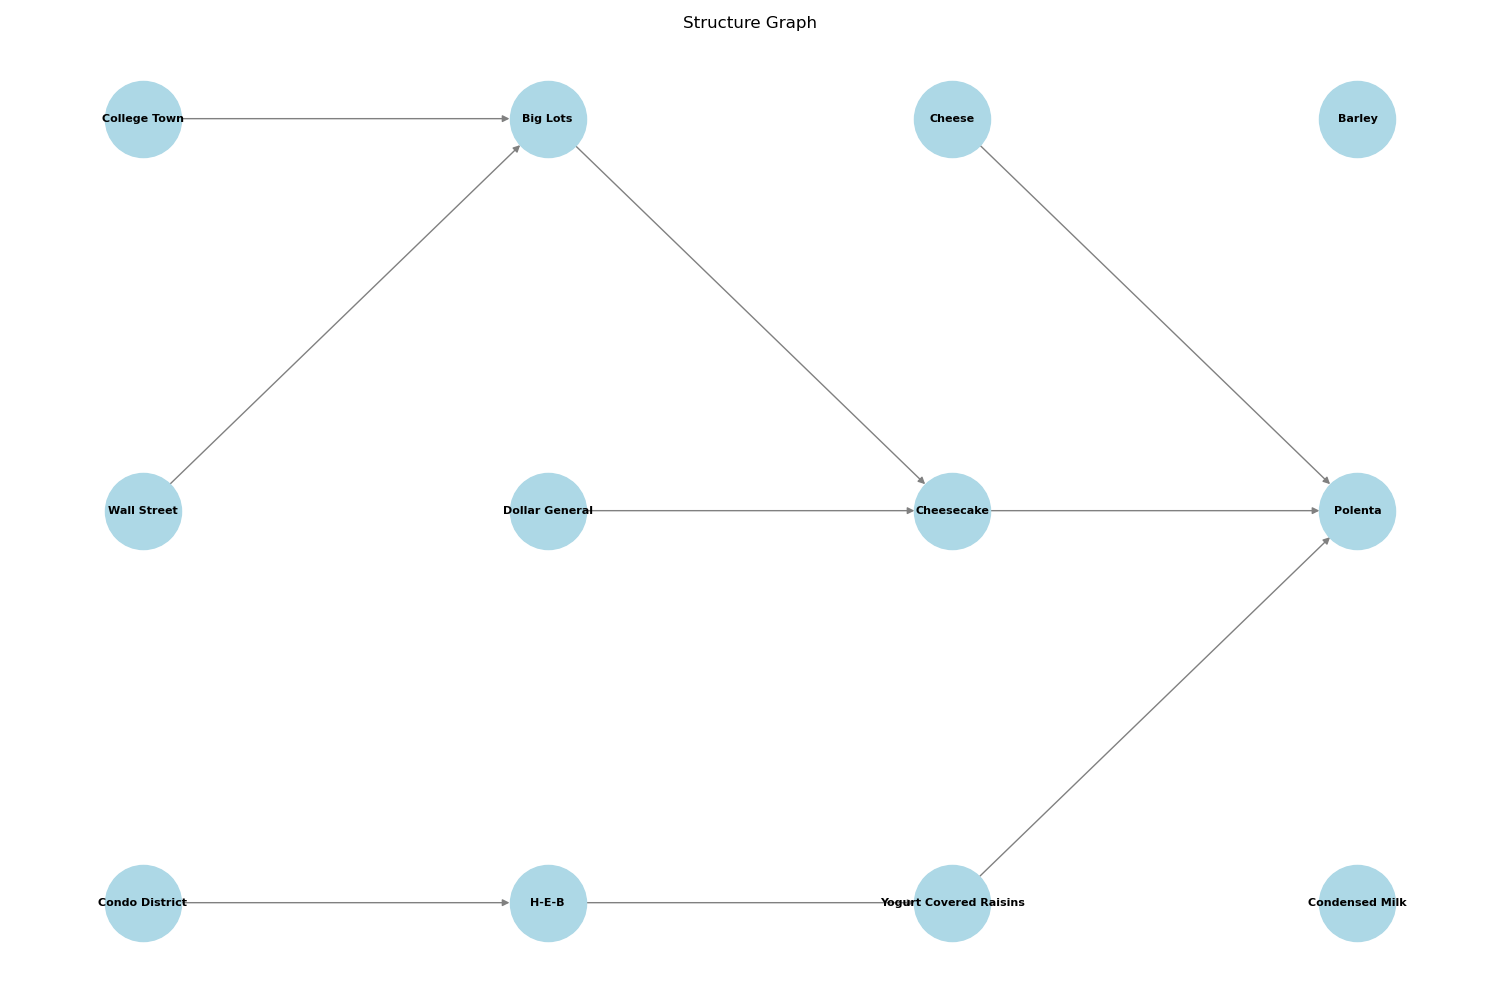 Structure Graph
College Town
Big Lots
Cheese
Barley
Wall Street
Dollar General
Cheesecake
Polenta
Condo District
H-E-B
Yogurt Covered Raisins
Condensed Milk